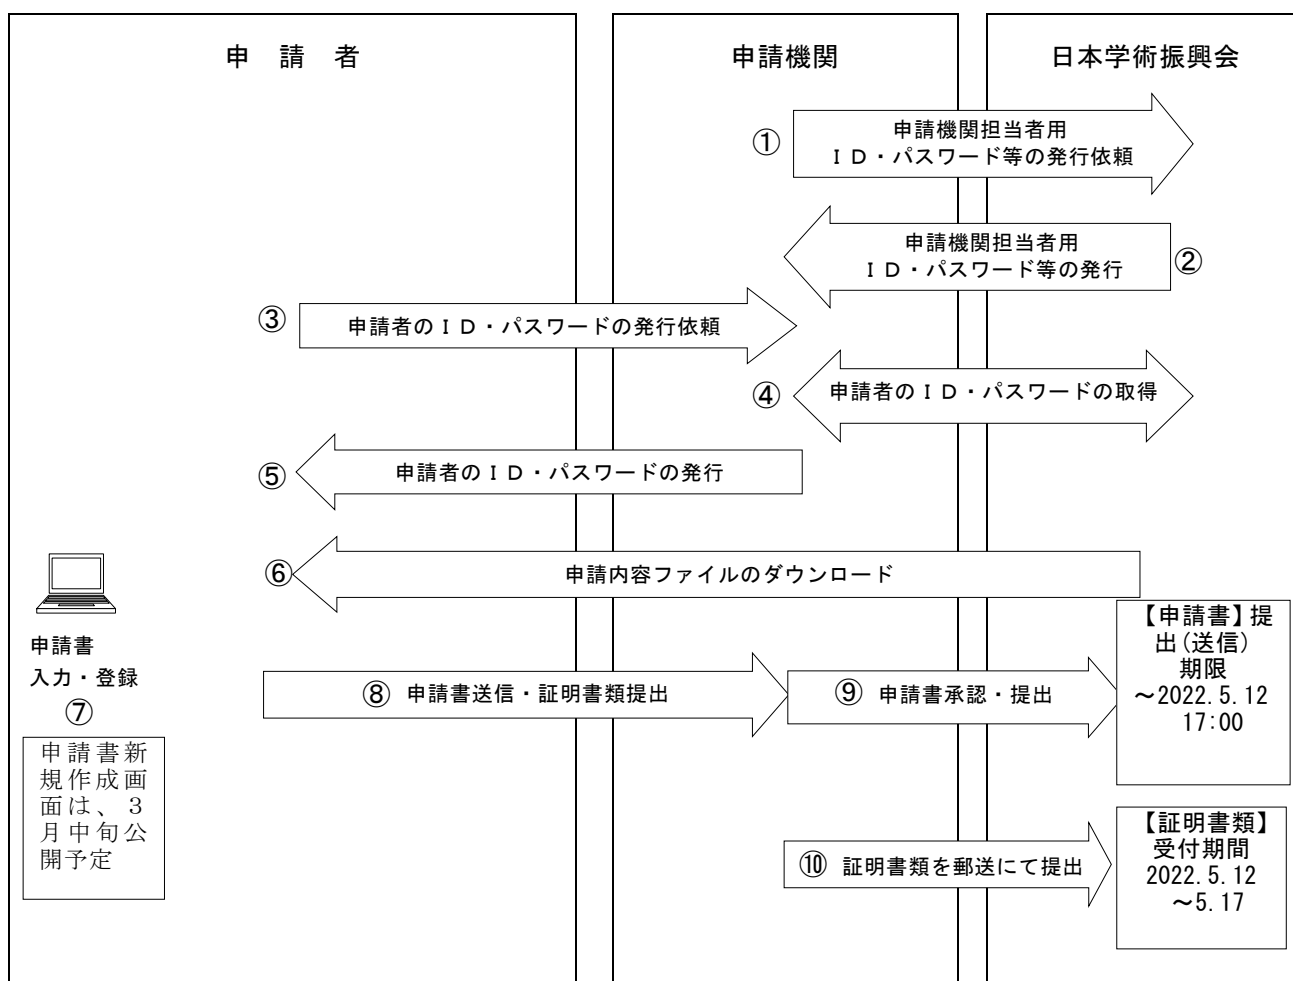 申　請　者
申請機関
日本学術振興会
①
申請機関担当者用
ＩＤ・パスワード等の発行依頼
申請機関担当者用
ＩＤ・パスワード等の発行
②
③
申請者のＩＤ・パスワードの発行依頼
④
申請者のＩＤ・パスワードの取得
⑤
申請者のＩＤ・パスワードの発行
⑥
申請内容ファイルのダウンロード
申請書
入力・登録
⑦
申請書新
規作成画
面は、３
月中旬公
開予定
⑧ 申請書送信・証明書類提出
⑨ 申請書承認・提出
【申請書】提
出(送信)
期限
～2022.5.12
17:00
⑩ 証明書類を郵送にて提出
【証明書類】
受付期間
2022.5.12
～5.17